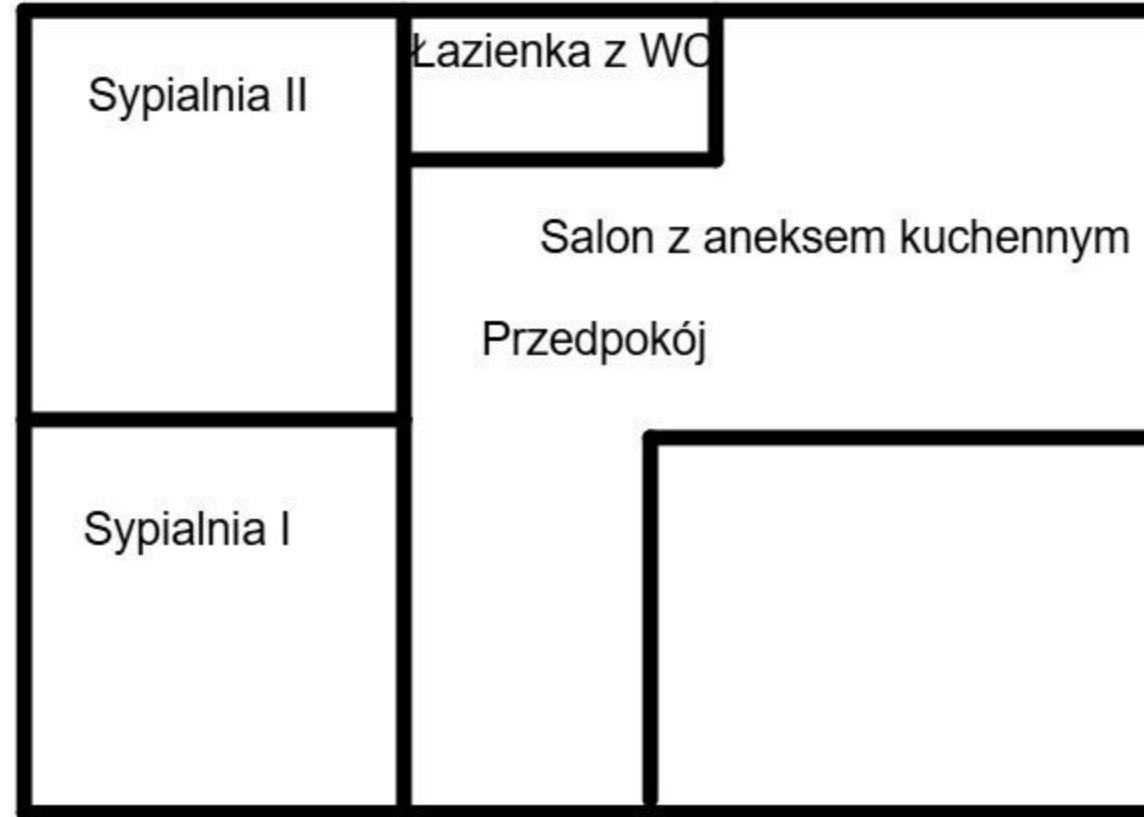 Łazienka z WC
Sypialnia II
Salon z aneksem kuchennym
Przedpokój
Sypialnia I